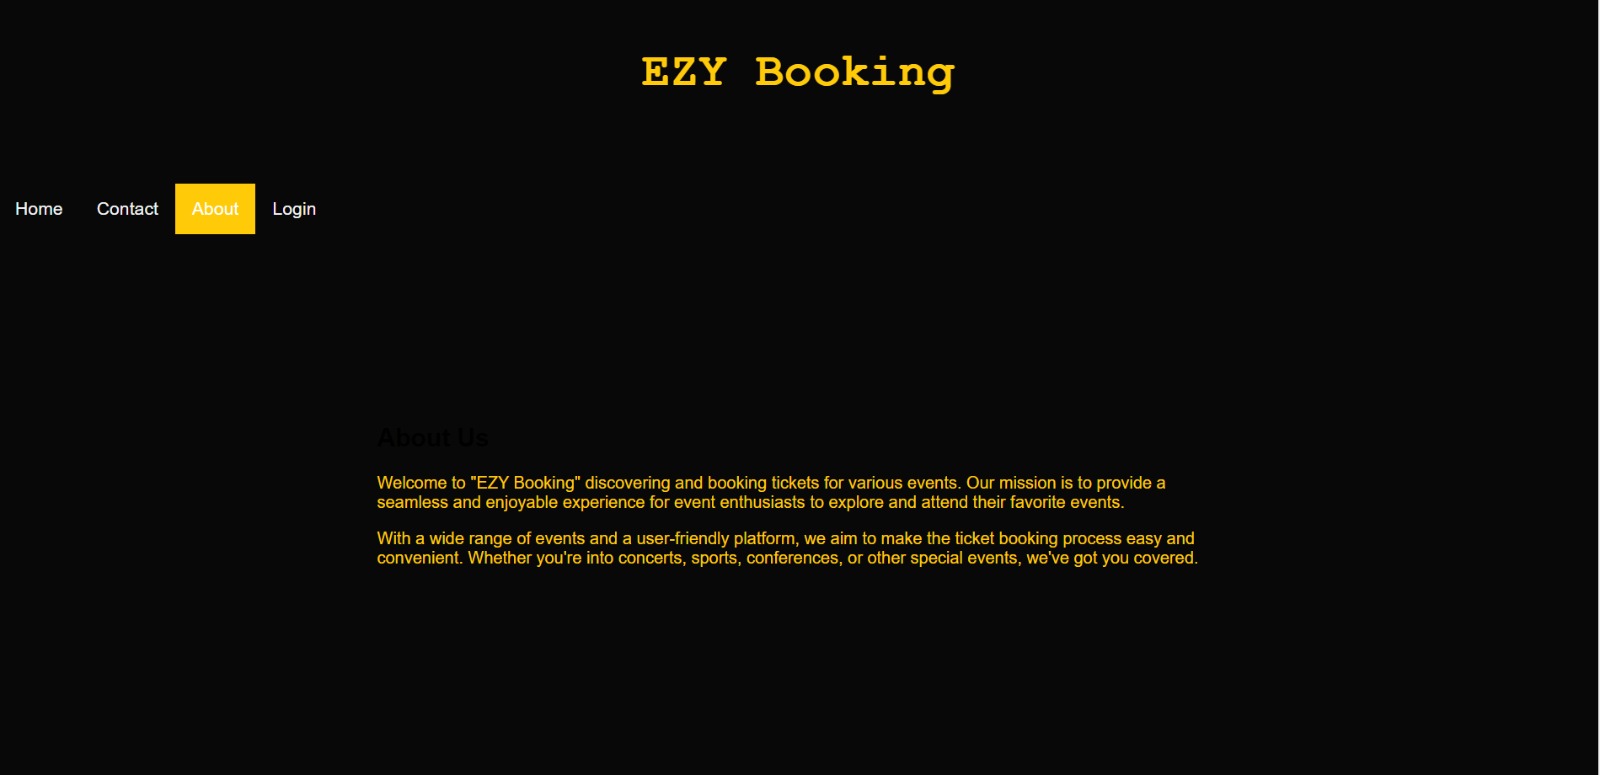 EZY Booking
Home Contact About Login
About Us
Welcome to "EZY Booking" discovering and booking tickets for various events. Our mission is to provide a
seamless and enjoyable experience for event enthusiasts to explore and attend their favorite events.
With a wide range of events and a user-friendly platform, we aim to make the ticket booking process easy and
convenient. Whether you're into concerts, sports, conferences, or other special events, we've got you covered.